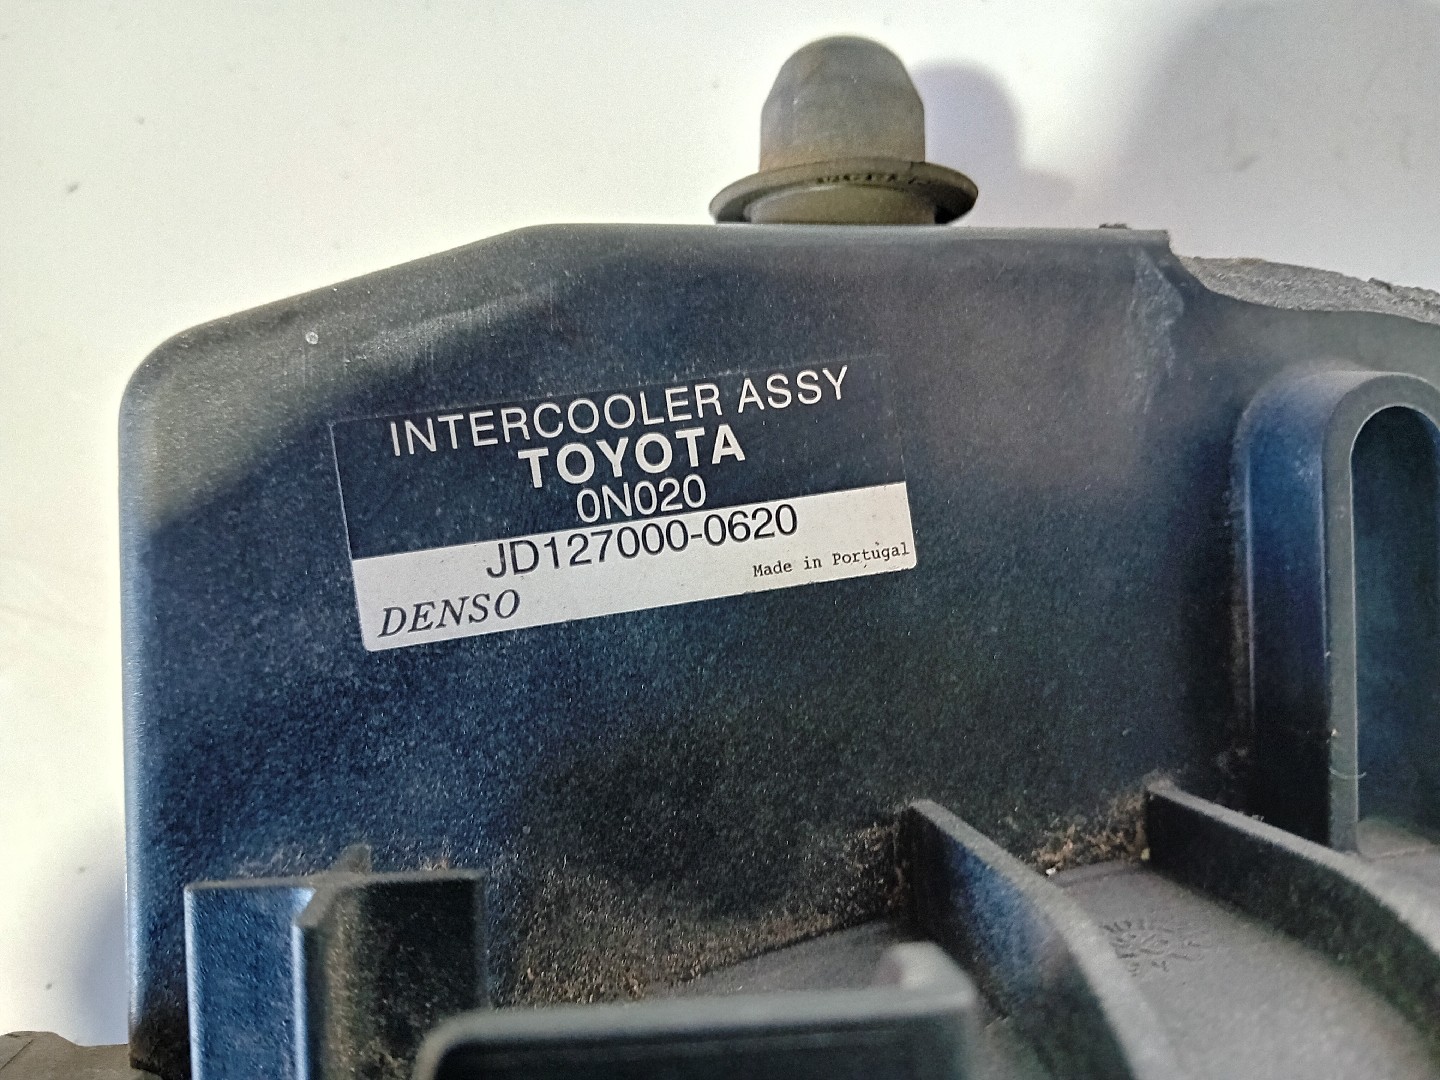 INTERCOOLER ASSY
TOYOTA
0N020
JD127000-0620
Made in Portugal
DENSO